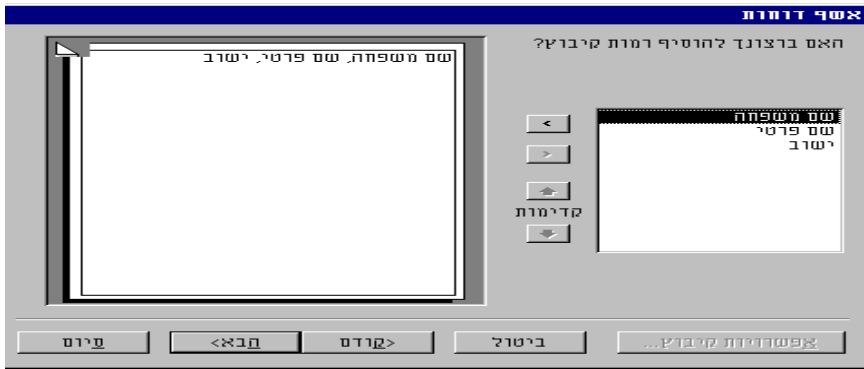 אשף דוחות
האם ברצונך להוסיף רמות קיבוץ?
שם משפחה
שם פרטי
ישוב
קדימות
שם משפחה, שם פרטי, ישוב
אפשרויות קיבוץ...
ביטול
<קודם
הבא>
סיום